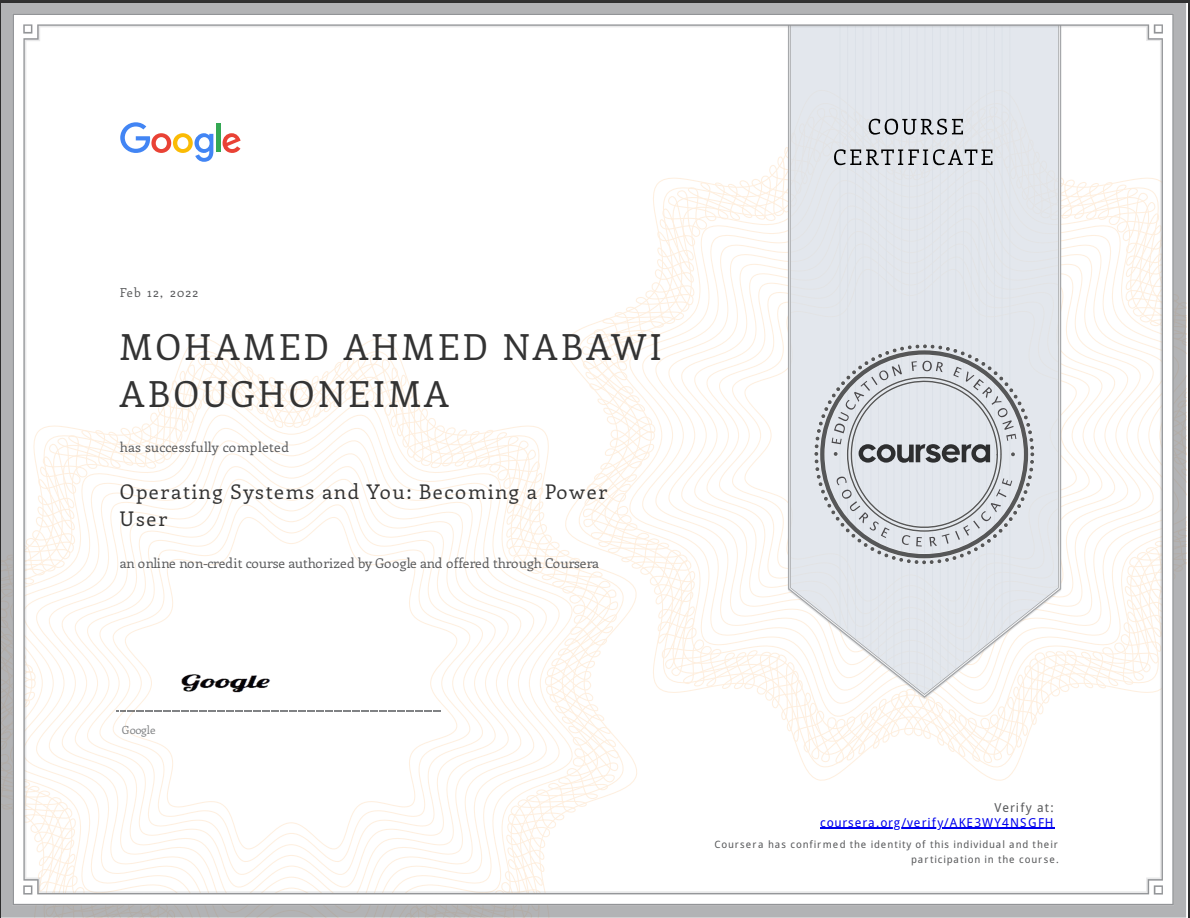 Google
COURSE
CERTIFICATE
Feb 12, 2022
MOHAMED AHMED NABAWI
ABOUGHONEIMA
has successfully completed
Operating Systems and You: Becoming a Power
User
an online non-credit course authorized by Google and offered through Coursera
EDUCATION FOR EVERYONE
coursera
COURSE CERTIFICATE
Google
Google
Verify at:
coursera.org/verify/AKE3WY4NSGFH
Coursera has confirmed the identity of this individual and their
participation in the course.